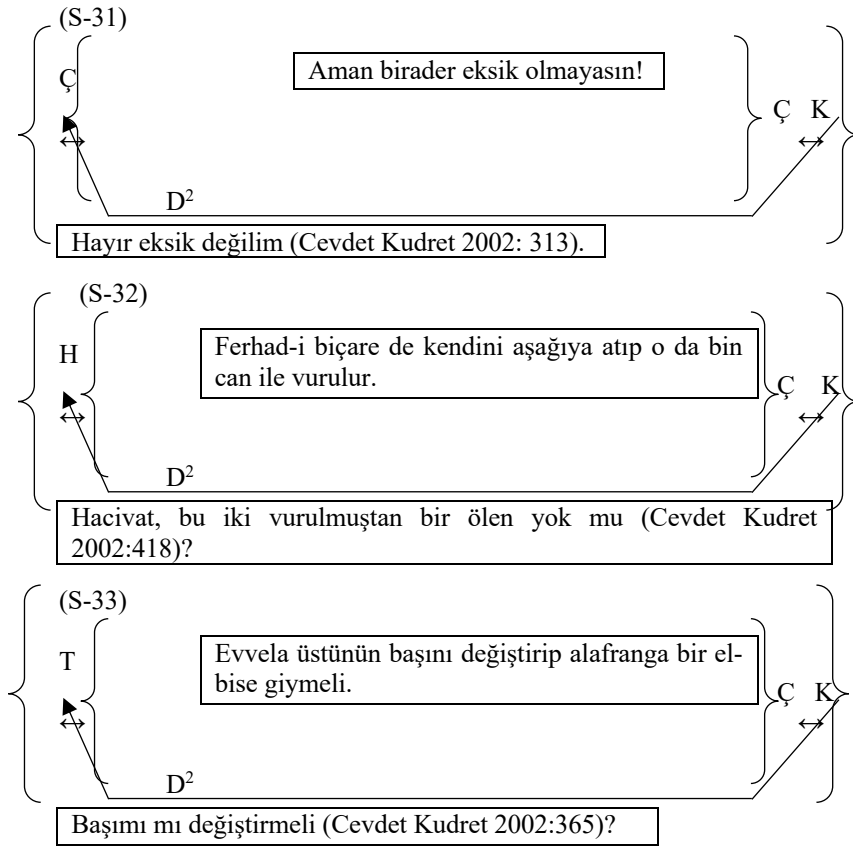 (S-31)
Aman birader eksik olmayasın!
Ç
Ç K
↔ ↔
D²
Hayır eksik değilim (Cevdet Kudret 2002: 313).
(S-32)
Ferhad-i biçare de kendini aşağıya atıp o da bin
can ile vurulur.
H
Ç K
↔ ↔
D²
Hacivat, bu iki vurulmuştan bir ölen yok mu (Cevdet Kudret
2002:418)?
(S-33)
Evvela üstünün başını değiştirip alafranga bir el-
bise giymeli.
T
Ç K
↔ ↔
D²
Başımı mı değiştirmeli (Cevdet Kudret 2002:365)?